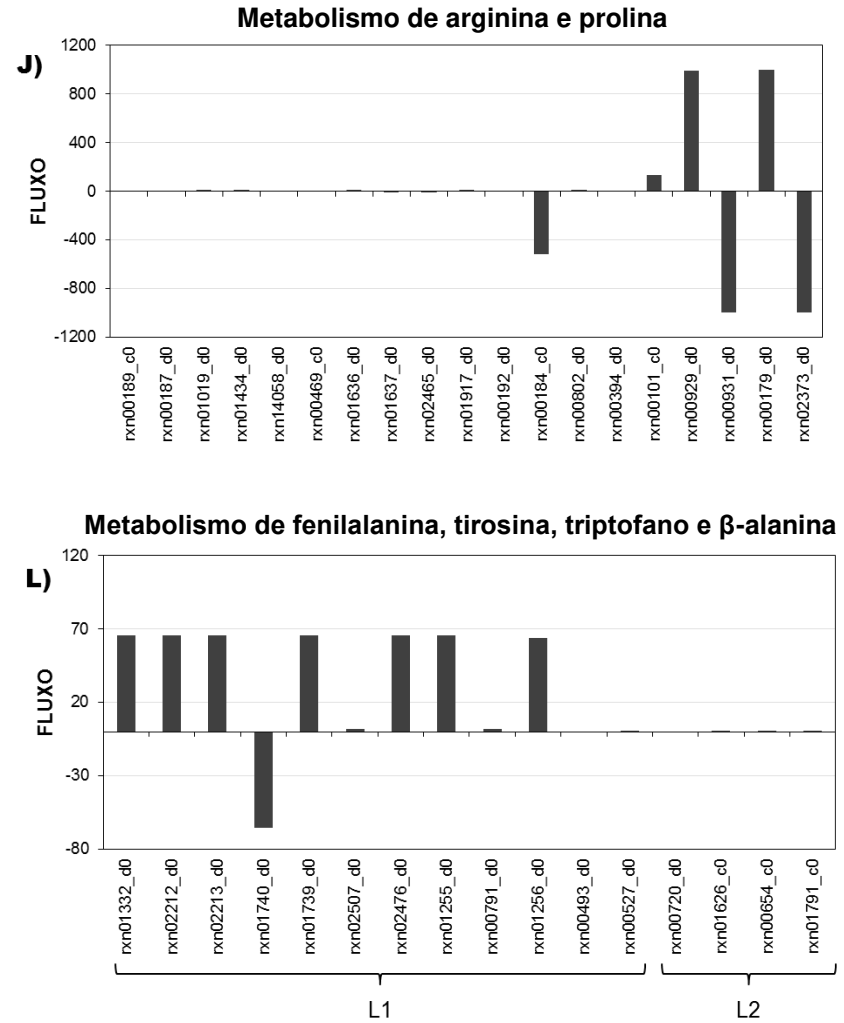 Metabolismo de arginina e prolina
J)
FLUXO
1200
800
400
0
-400
-800
-1200
rxn00189_c0
rxn00187_d0
rxn01019_d0
rxn01434_d0
rxn14058_d0
rxn00469_c0
rxn01636_d0
rxn01637_d0
rxn02465_d0
rxn01917_d0
rxn00192_d0
rxn00184_c0
rxn00802_d0
rxn00394_d0
rxn00101_c0
rxn00929_d0
rxn00931_d0
rxn00179_d0
rxn02373_d0
Metabolismo de fenilalanina, tirosina, triptofano e β-alanina
L)
FLUXO
120
70
20
-30
-80
rxn01332_d0
rxn02212_d0
rxn02213_d0
rxn01740_d0
rxn01739_d0
rxn02507_d0
rxn02476_d0
rxn01255_d0
rxn00791_d0
rxn01256_d0
rxn00493_d0
rxn00527_d0
rxn00720_d0
rxn01626_c0
rxn00654_c0
rxn01791_c0
L1
L2